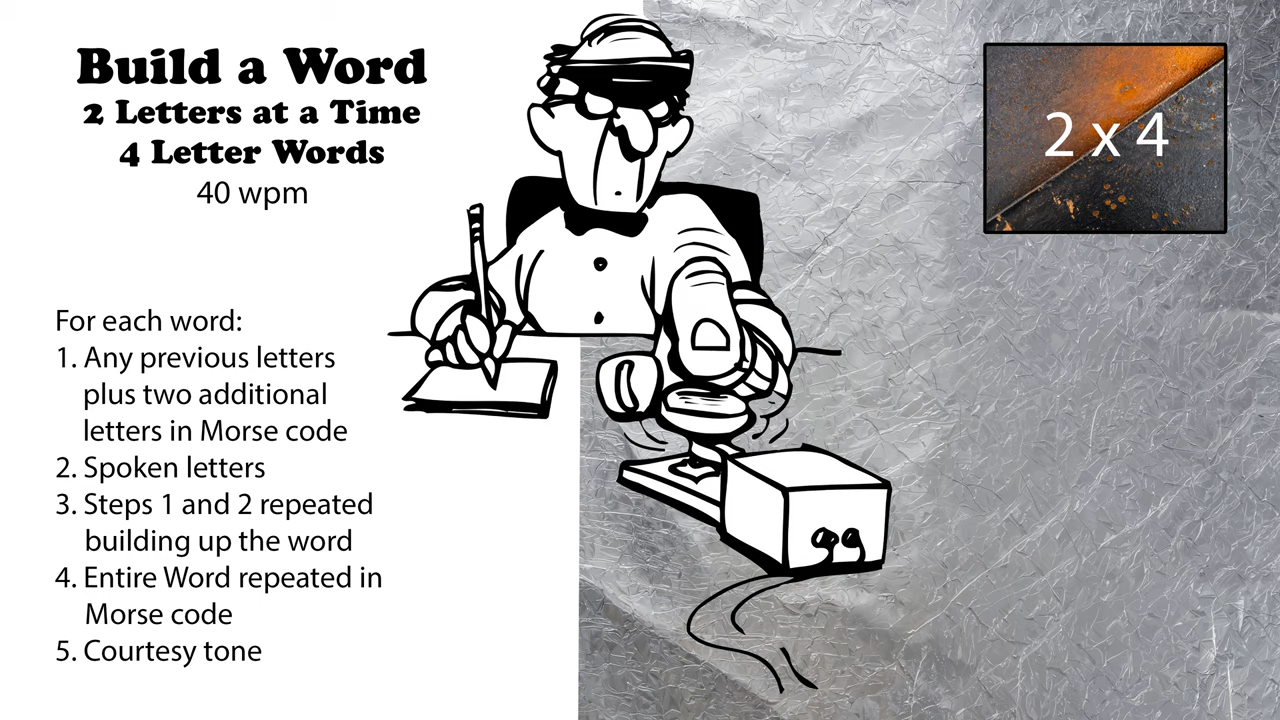 Build a Word
2 Letters at a Time
4 Letter Words
40 wpm
2 x 4
For each word:
1. Any previous letters
plus two additional
letters in Morse code
2. Spoken letters
3. Steps 1 and 2 repeated
building up the word
4. Entire Word repeated in
Morse code
5. Courtesy tone